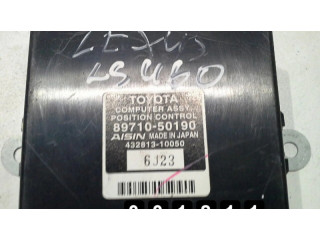 LEXUS
LS460
TOYOTA
COMPUTER ASSY
POSITION CONTROL
89710-50190
AISIN MADE IN JAPAN
432813-10050
6J23